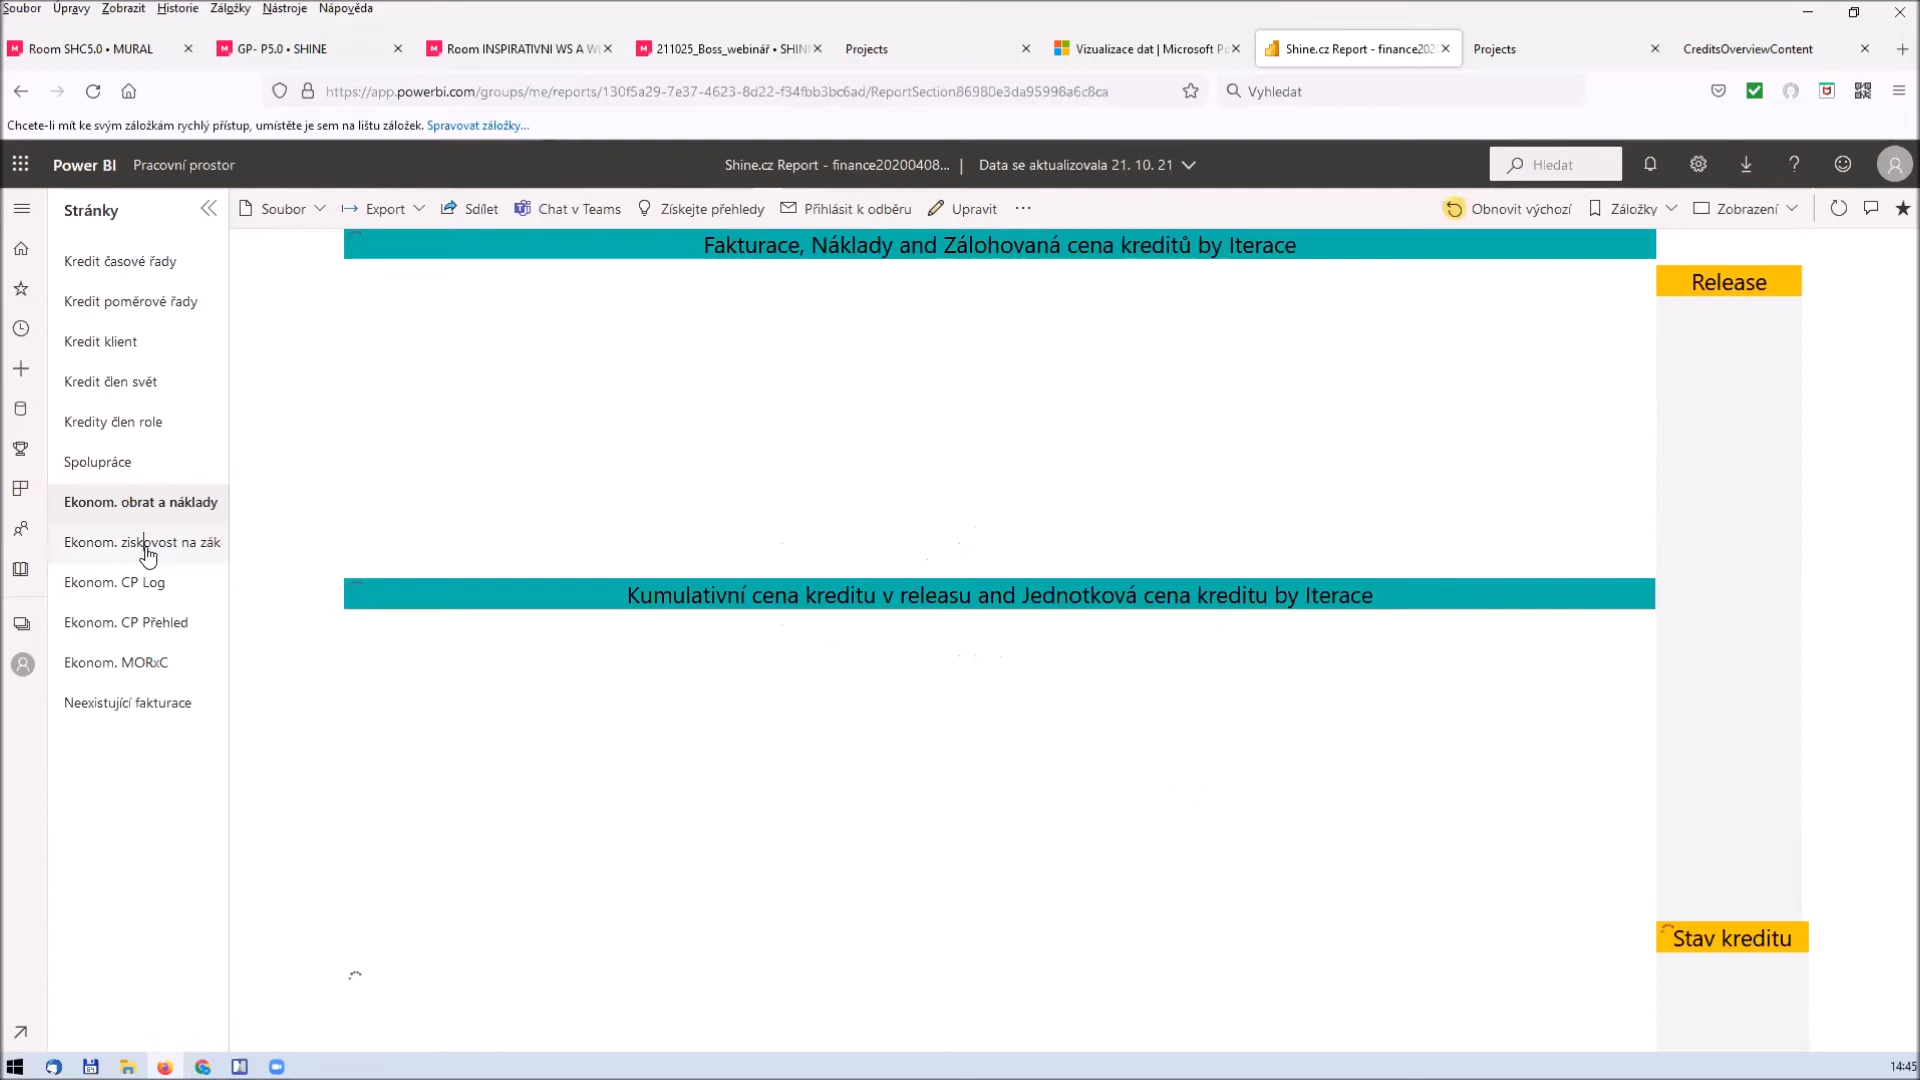 Soubor Úpravy Zobrazit Historie Záložky Nástroje Nápověda
Room SHC5.0 • MURAL
GP- P5.0 • SHINE
Room INSPIRATIVNI WS A W
211025_Boss_webinář • SHIN
Projects
Vizualizace dat | Microsoft Po
Shine.cz Report - finance202
Projects
CreditsOverviewContent
https://app.powerbi.com/groups/me/reports/130f5a29-7e37-4623-8d22-f34fbb3bc6ad/ReportSection86980e3da95998a6c8ca
Vyhledat
Chcete-li mít ke svým záložkám rychlý přístup, umístěte je sem na lištu záložek. Spravovat záložky...
Power BI Pracovní prostor
Shine.cz Report - finance20200408... | Data se aktualizovala 21. 10. 21
Hledat
Stránky
Soubor Export Sdílet Chat v Teams Získejte přehledy Přihlásit k odběru Upravit ...
Obnovit výchozí Záložky Zobrazení
Kredit časové řady
Kredit poměrové řady
Kredit klient
Kredit člen svět
Kredity člen role
Spolupráce
Ekonom. obrat a náklady
Ekonom. ziskovost na zák
Ekonom. CP Log
Ekonom. CP Přehled
Ekonom. MORxC
Neexistující fakturace
Fakturace, Náklady and Zálohovaná cena kreditů by Iterace
Release
Kumulativní cena kreditu v releasu and Jednotková cena kreditu by Iterace
Stav kreditu
14:45